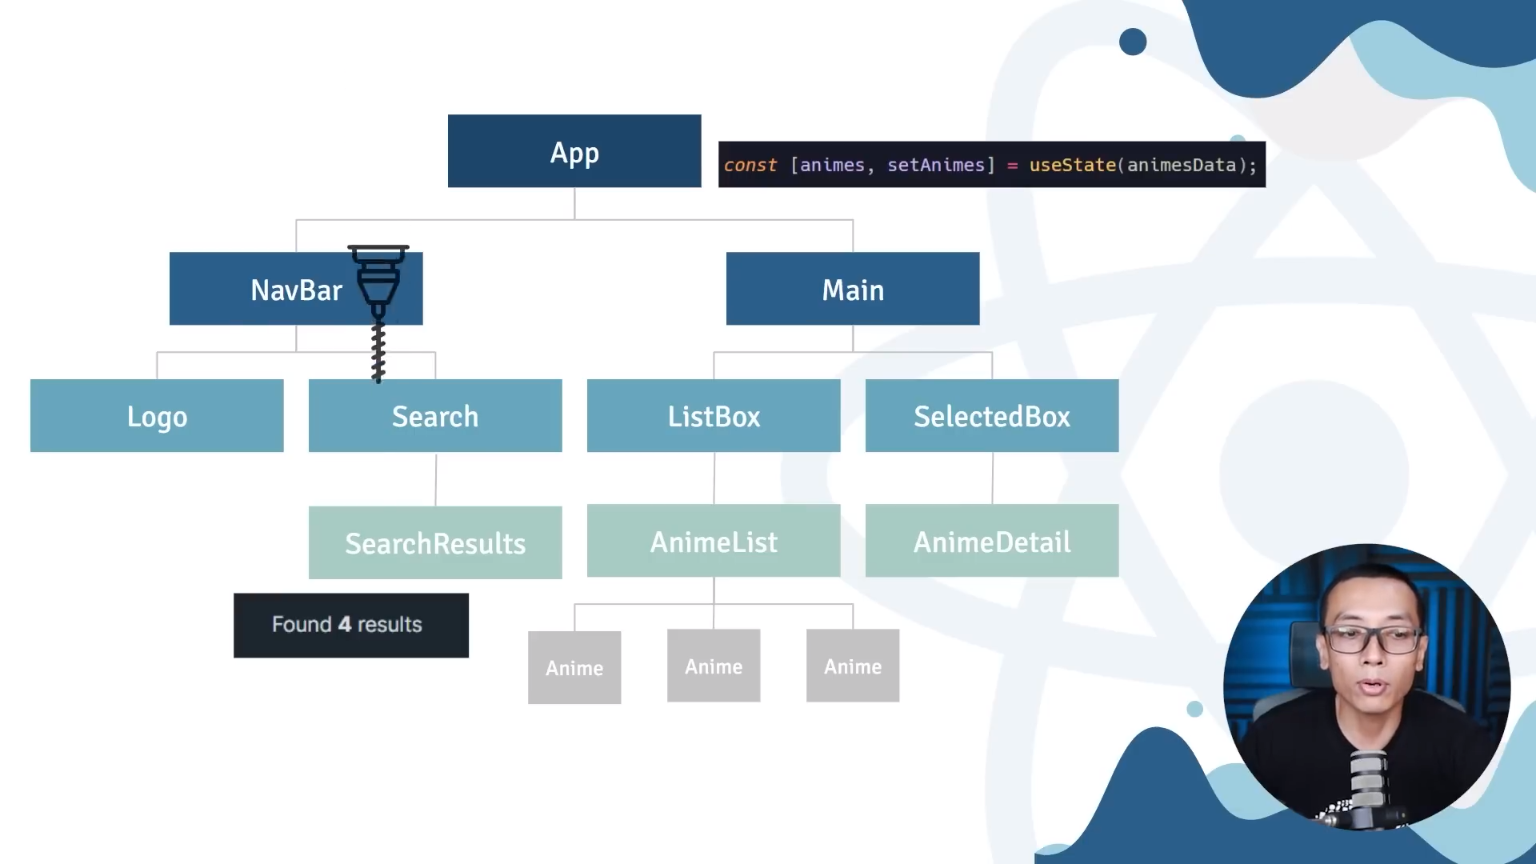 App
const [animes, setAnimes] = useState(animesData);
NavBar
Main
Logo
Search
ListBox
SelectedBox
SearchResults
AnimeList
AnimeDetail
Found 4 results
Anime
Anime
Anime